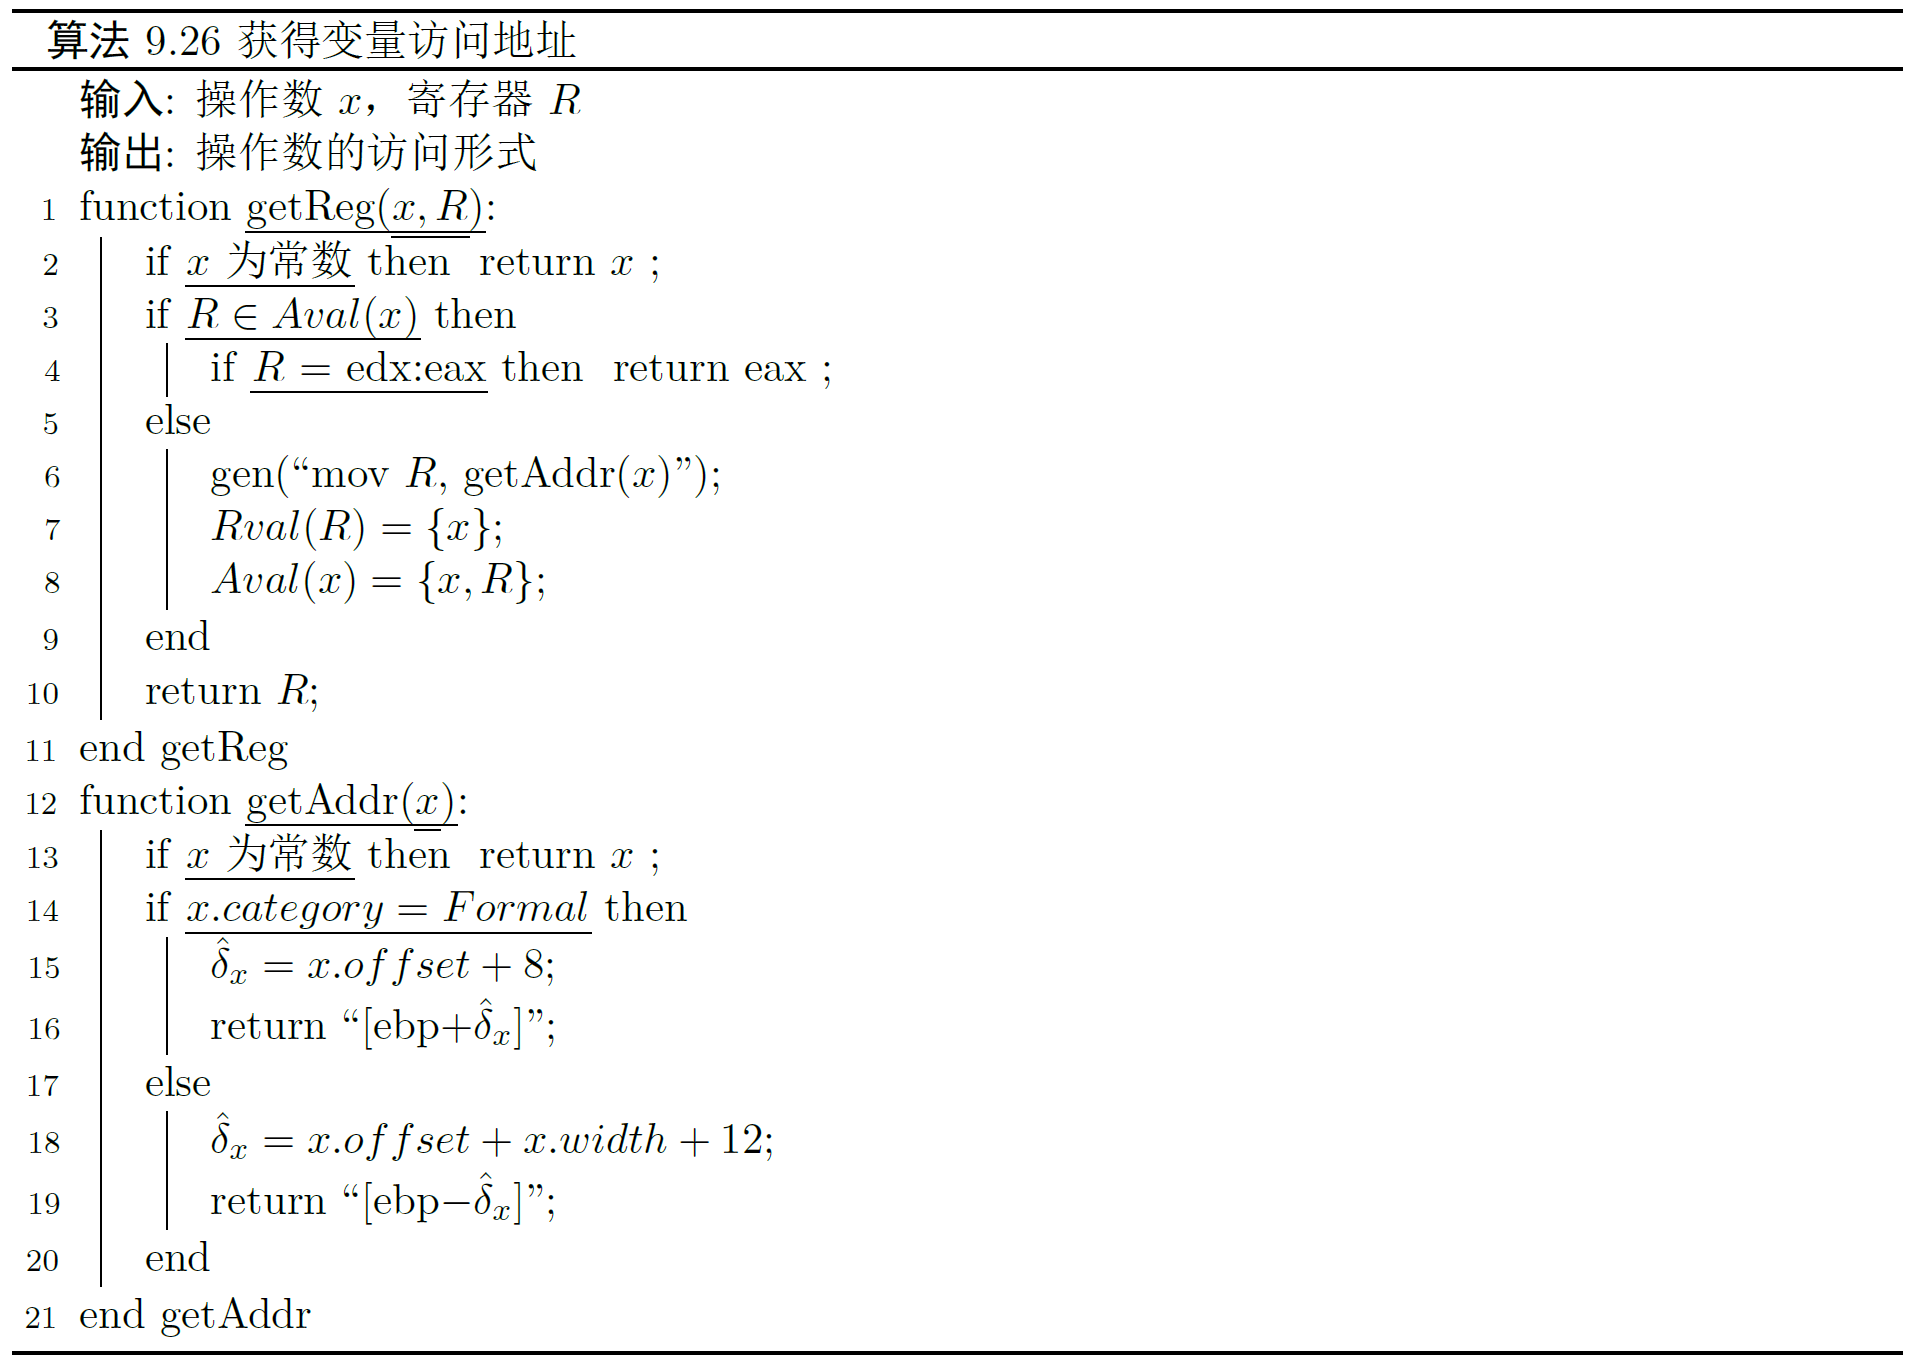 算法 9.26 获得变量访问地址
输入: 操作数 x，寄存器 R
输出: 操作数的访问形式
1 function getReg(x, R):
2 if x 为常数 then return x ;
3 if R ∈ Aval(x) then
4 if R = edx:eax then return eax ;
5 else
6 gen(“mov R, getAddr(x)”);
7 Rval(R) = {x};
8 Aval(x) = {x, R};
9 end
10 return R;
11 end getReg
12 function getAddr(x):
13 if x 为常数 then return x ;
14 if x.category = Formal then
15 δ̂ₓ = x.offset + 8;
16 return “[ebp+δ̂ₓ]”;
17 else
18 δ̂ₓ = x.offset + x.width + 12;
19 return “[ebp−δ̂ₓ]”;
20 end
21 end getAddr